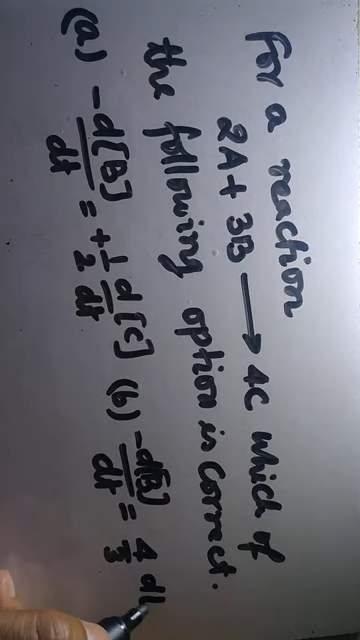 For a reaction
2A + 3B ⟶ 4C which of
the following option is correct.
(a) -d[B]/dt = +1/2 d[C]/dt (b) -d[B]/dt = 4/3 d